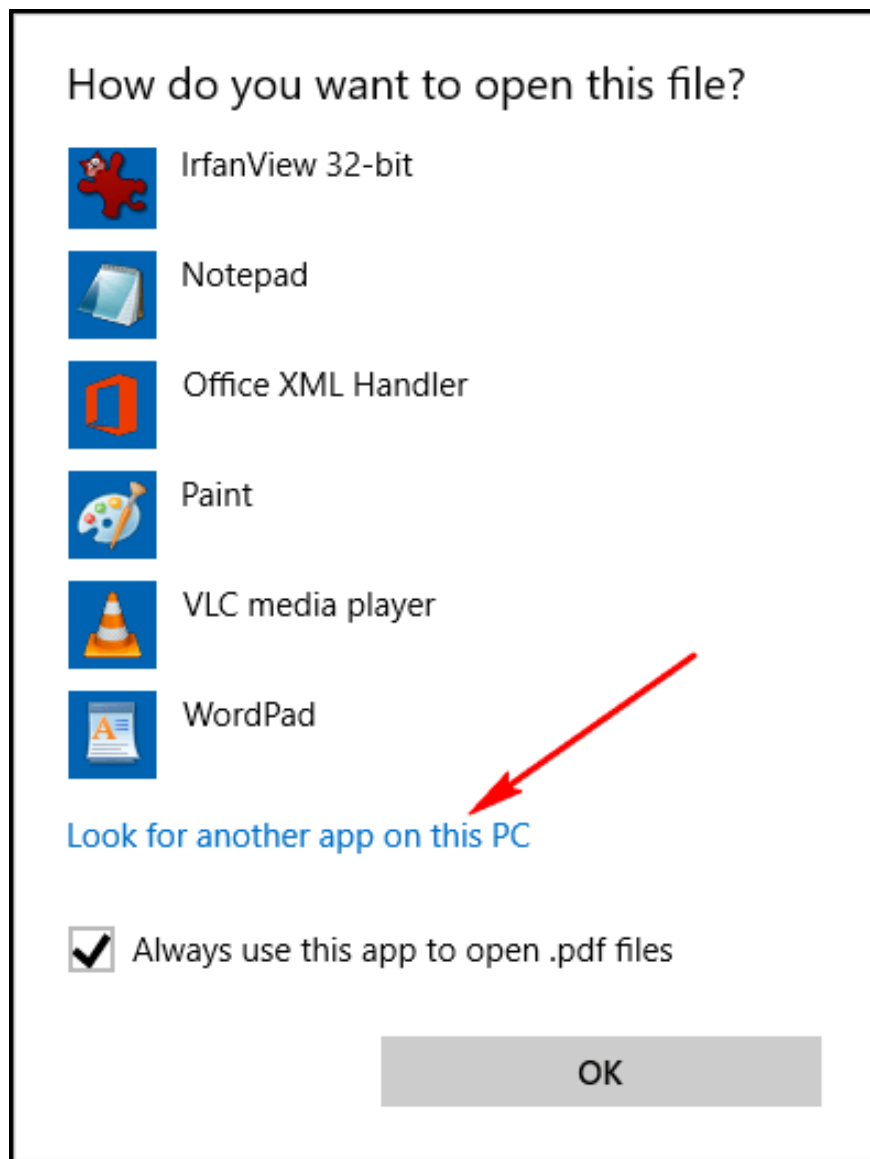 How do you want to open this file?
IrfanView 32-bit
Notepad
Office XML Handler
Paint
VLC media player
WordPad
Look for another app on this PC
Always use this app to open .pdf files
OK